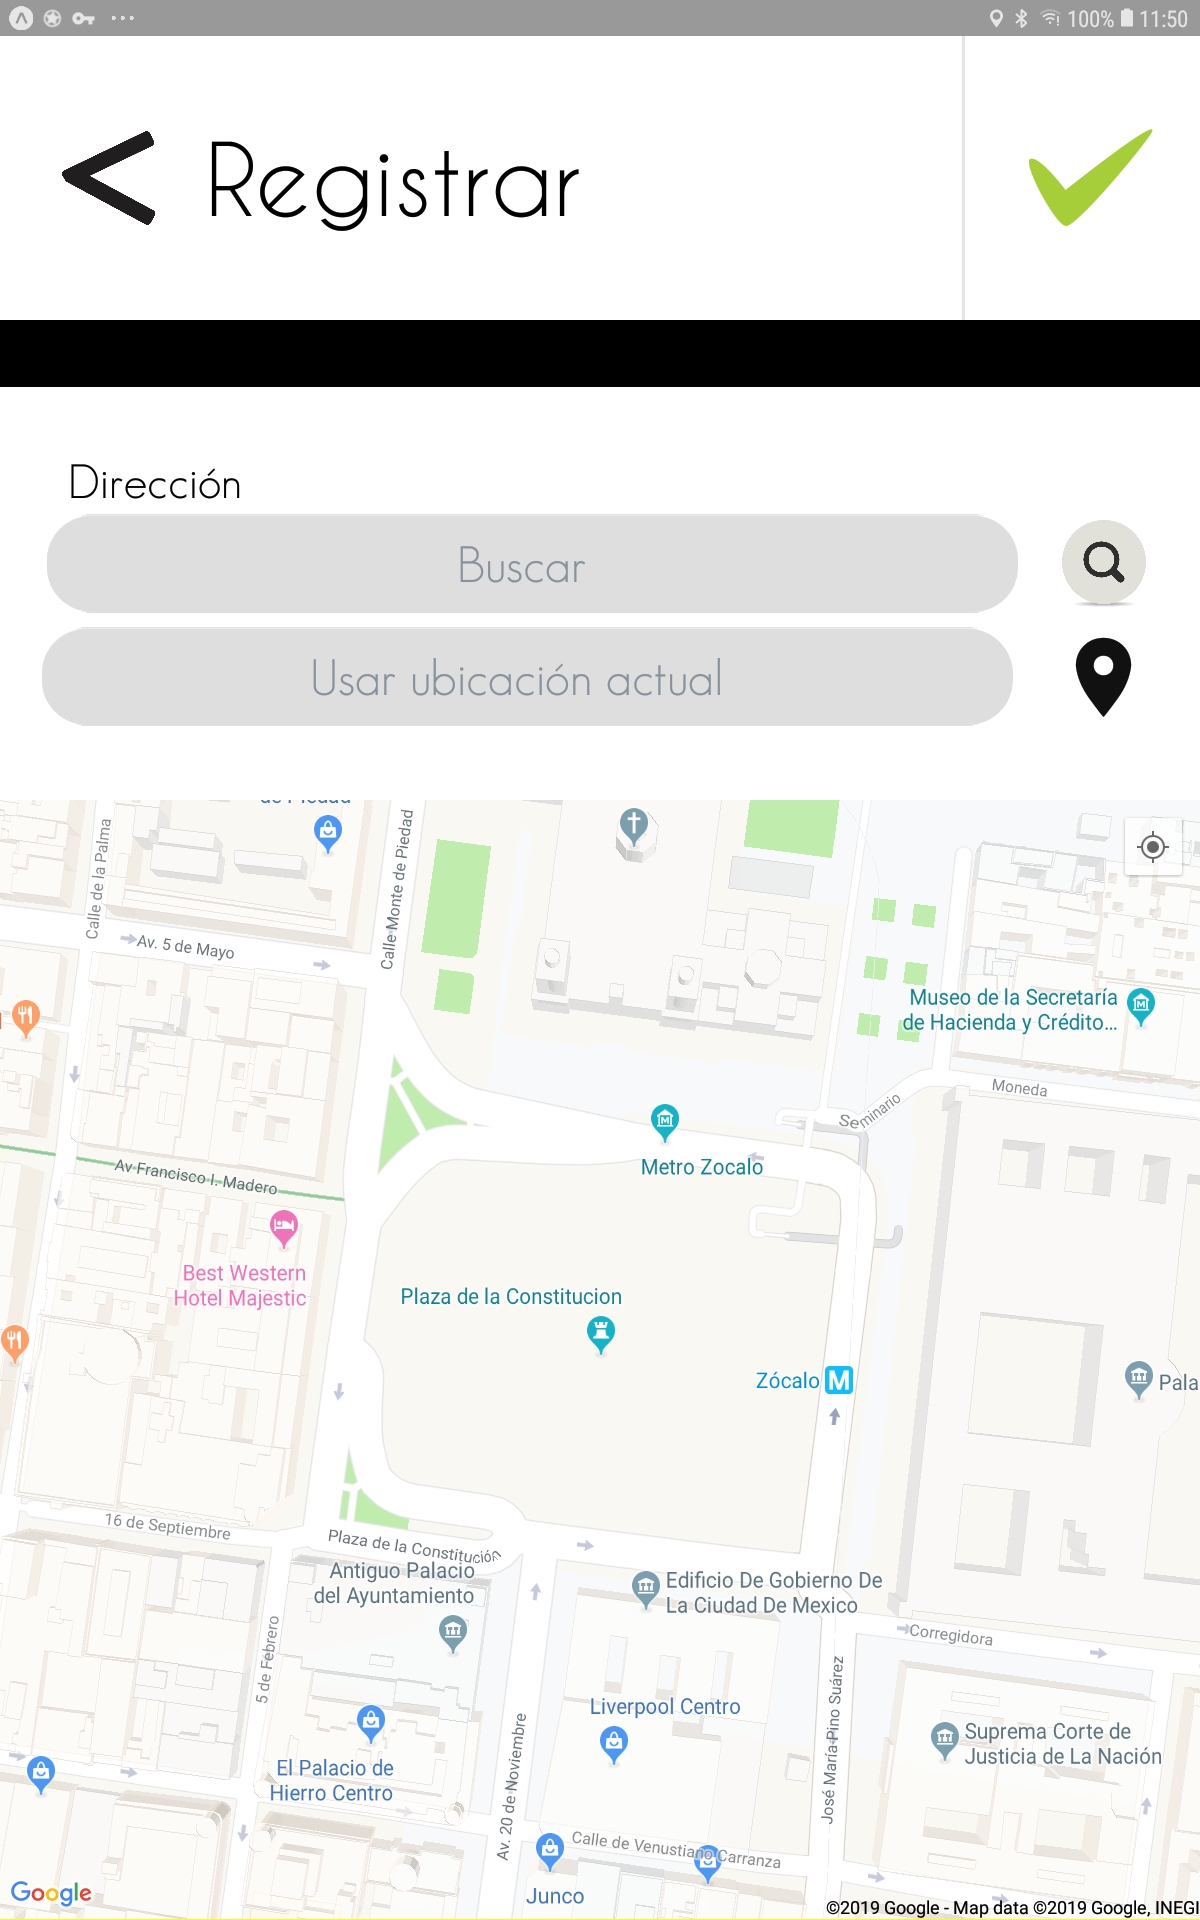 100% 11:50
Registrar
Dirección
Buscar
Usar ubicación actual
de Piedad
Calle de la Palma
Calle Monte de Piedad
Av. 5 de Mayo
Museo de la Secretaría
de Hacienda y Crédito...
Moneda
Seminario
Metro Zocalo
Av Francisco I. Madero
Best Western
Hotel Majestic
Plaza de la Constitucion
Zócalo M
Pala
16 de Septiembre
Plaza de la Constitución
Antiguo Palacio
del Ayuntamiento
Edificio De Gobierno De
La Ciudad De Mexico
Corregidora
5 de Febrero
José María Pino Suárez
Liverpool Centro
Av. 20 de Noviembre
Suprema Corte de
Justicia de La Nación
El Palacio de
Hierro Centro
Calle de Venustiano Carranza
Junco
Google
©2019 Google - Map data ©2019 Google, INEGI